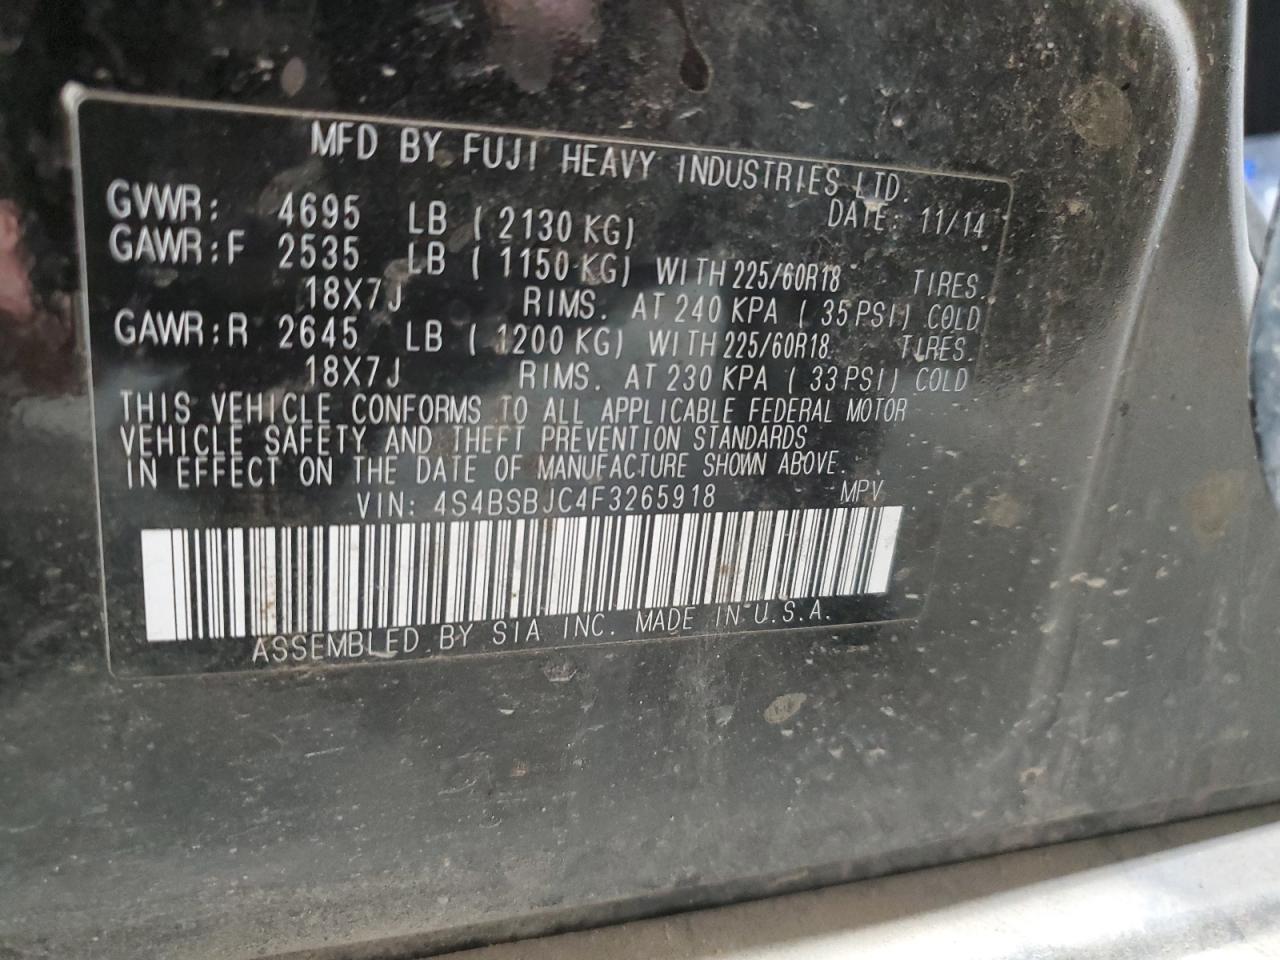 MFD BY FUJI HEAVY INDUSTRIES LTD.
DATE: 11/14
GVWR: 4695 LB (2130 KG)
GAWR:F 2535 LB (1150 KG) WITH 225/60R18 TIRES.
18X7J RIMS. AT 240 KPA (35 PSI) COLD
GAWR:R 2645 LB (1200 KG) WITH 225/60R18 TIRES.
18X7J RIMS. AT 230 KPA (33 PSI) COLD
THIS VEHICLE CONFORMS TO ALL APPLICABLE FEDERAL MOTOR
VEHICLE SAFETY AND THEFT PREVENTION STANDARDS
IN EFFECT ON THE DATE OF MANUFACTURE SHOWN ABOVE.
VIN: 4S4BSBJC4F3265918 MPV
ASSEMBLED BY SIA INC. MADE IN U.S.A.